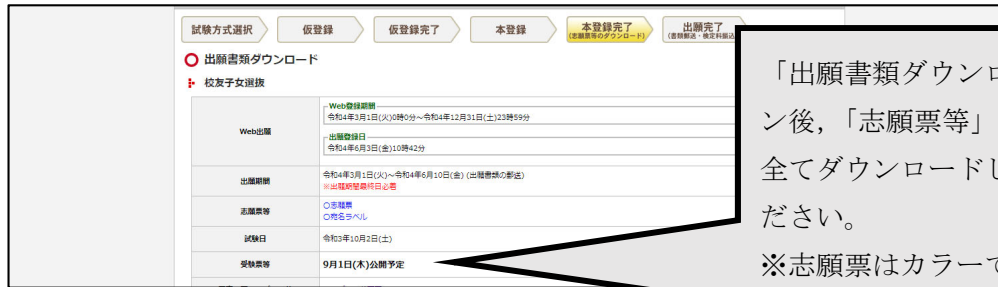 試験方式選択
仮登録
仮登録完了
本登録
本登録完了
(志願票等のダウンロード)
出願完了
(書類郵送・検定料振込
出願書類ダウンロード
校友子女選抜
Web出願
Web登録期間
令和4年3月1日(火)0時0分～令和4年12月31日(土)23時59分
出願登録日
令和4年6月3日(金)10時42分
出願期間
令和4年3月1日(火)～令和4年6月10日(金) (出願書類の郵送)
※出願期間最終日必着
志願票等
○志願票
○宛名ラベル
試験日
令和3年10月2日(土)
受験票等
9月1日(木)公開予定
「出願書類ダウンロ
ン後，「志願票等」
全てダウンロードし
ださい。
※志願票はカラーで